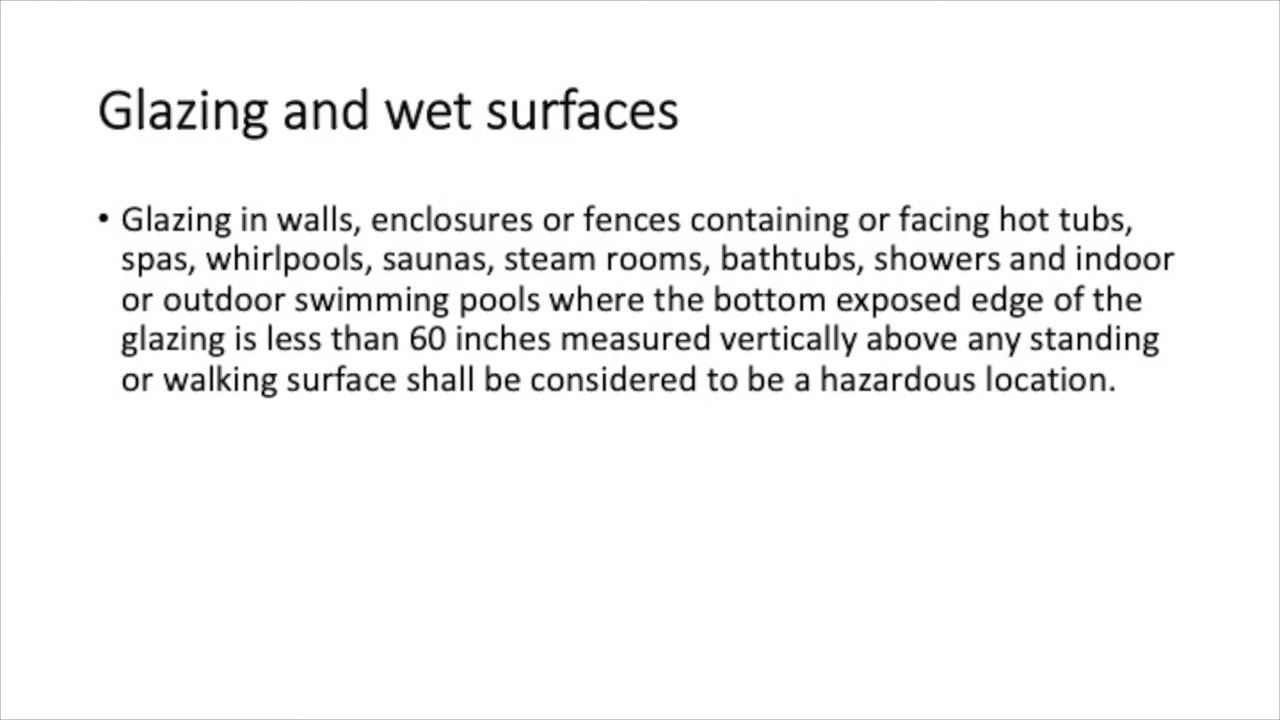 Glazing and wet surfaces
• Glazing in walls, enclosures or fences containing or facing hot tubs,
spas, whirlpools, saunas, steam rooms, bathtubs, showers and indoor
or outdoor swimming pools where the bottom exposed edge of the
glazing is less than 60 inches measured vertically above any standing
or walking surface shall be considered to be a hazardous location.